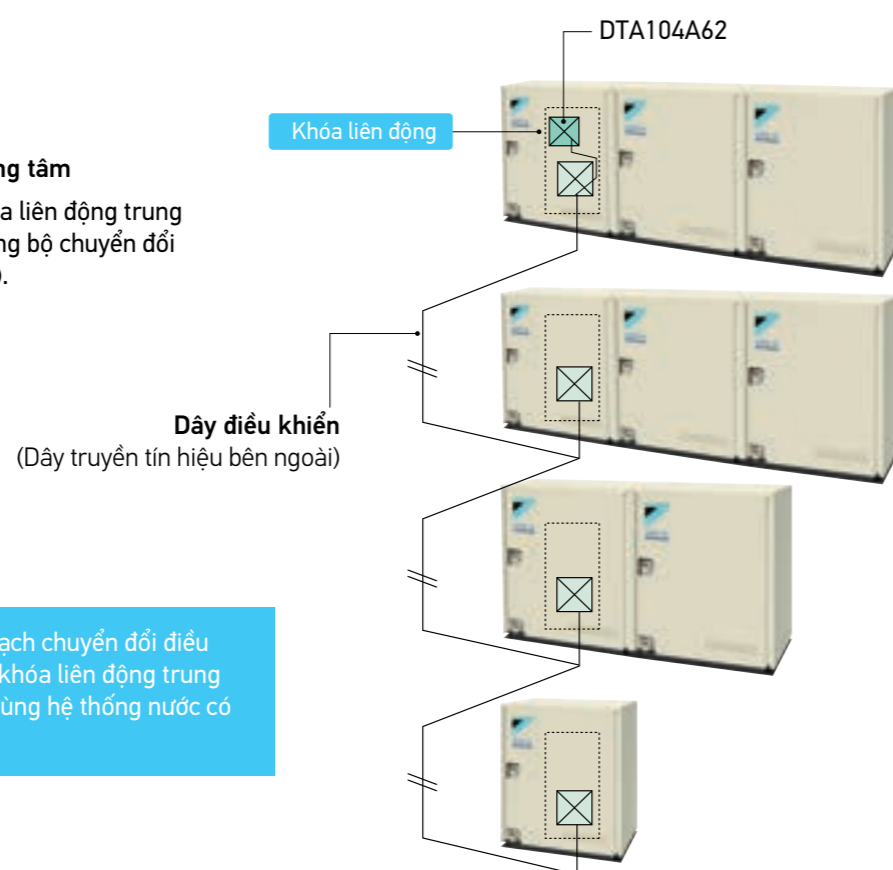 DTA104A62
Khóa liên động
ng tâm
a liên động trung
ng bộ chuyển đổi
).
Dây điều khiển
(Dây truyền tín hiệu bên ngoài)
ạch chuyển đổi điều
khóa liên động trung
ùng hệ thống nước có